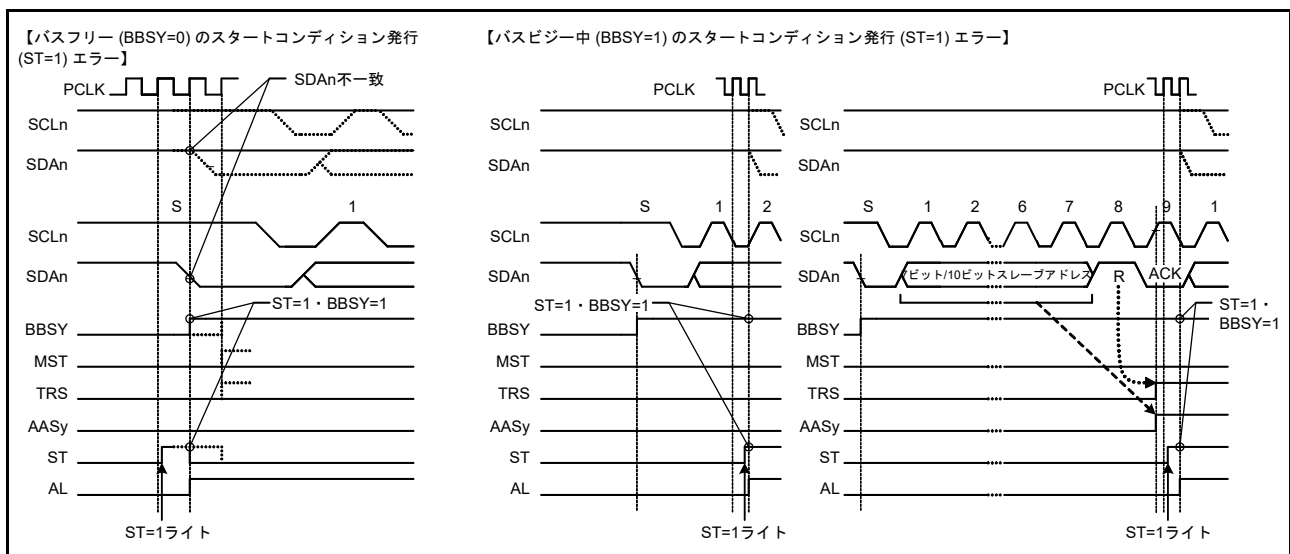 【バスフリー (BBSY=0) のスタートコンディション発行
(ST=1) エラー】
PCLK
SDAn不一致
SCLn
SDAn
S 1
SCLn
SDAn
ST=1・BBSY=1
BBSY
MST
TRS
AASy
ST
AL
ST=1ライト
【バスビジー中 (BBSY=1) のスタートコンディション発行 (ST=1) エラー】
PCLK
SCLn
SDAn
S 1 2
SCLn
SDAn
ST=1・BBSY=1
BBSY
MST
TRS
AASy
ST
AL
ST=1ライト
PCLK
SCLn
SDAn
S 1 2 6 7 8 9 1
SCLn
SDAn
7ビット/10ビットスレーブアドレス R ACK
ST=1・
BBSY=1
BBSY
MST
TRS
AASy
ST
AL
ST=1ライト